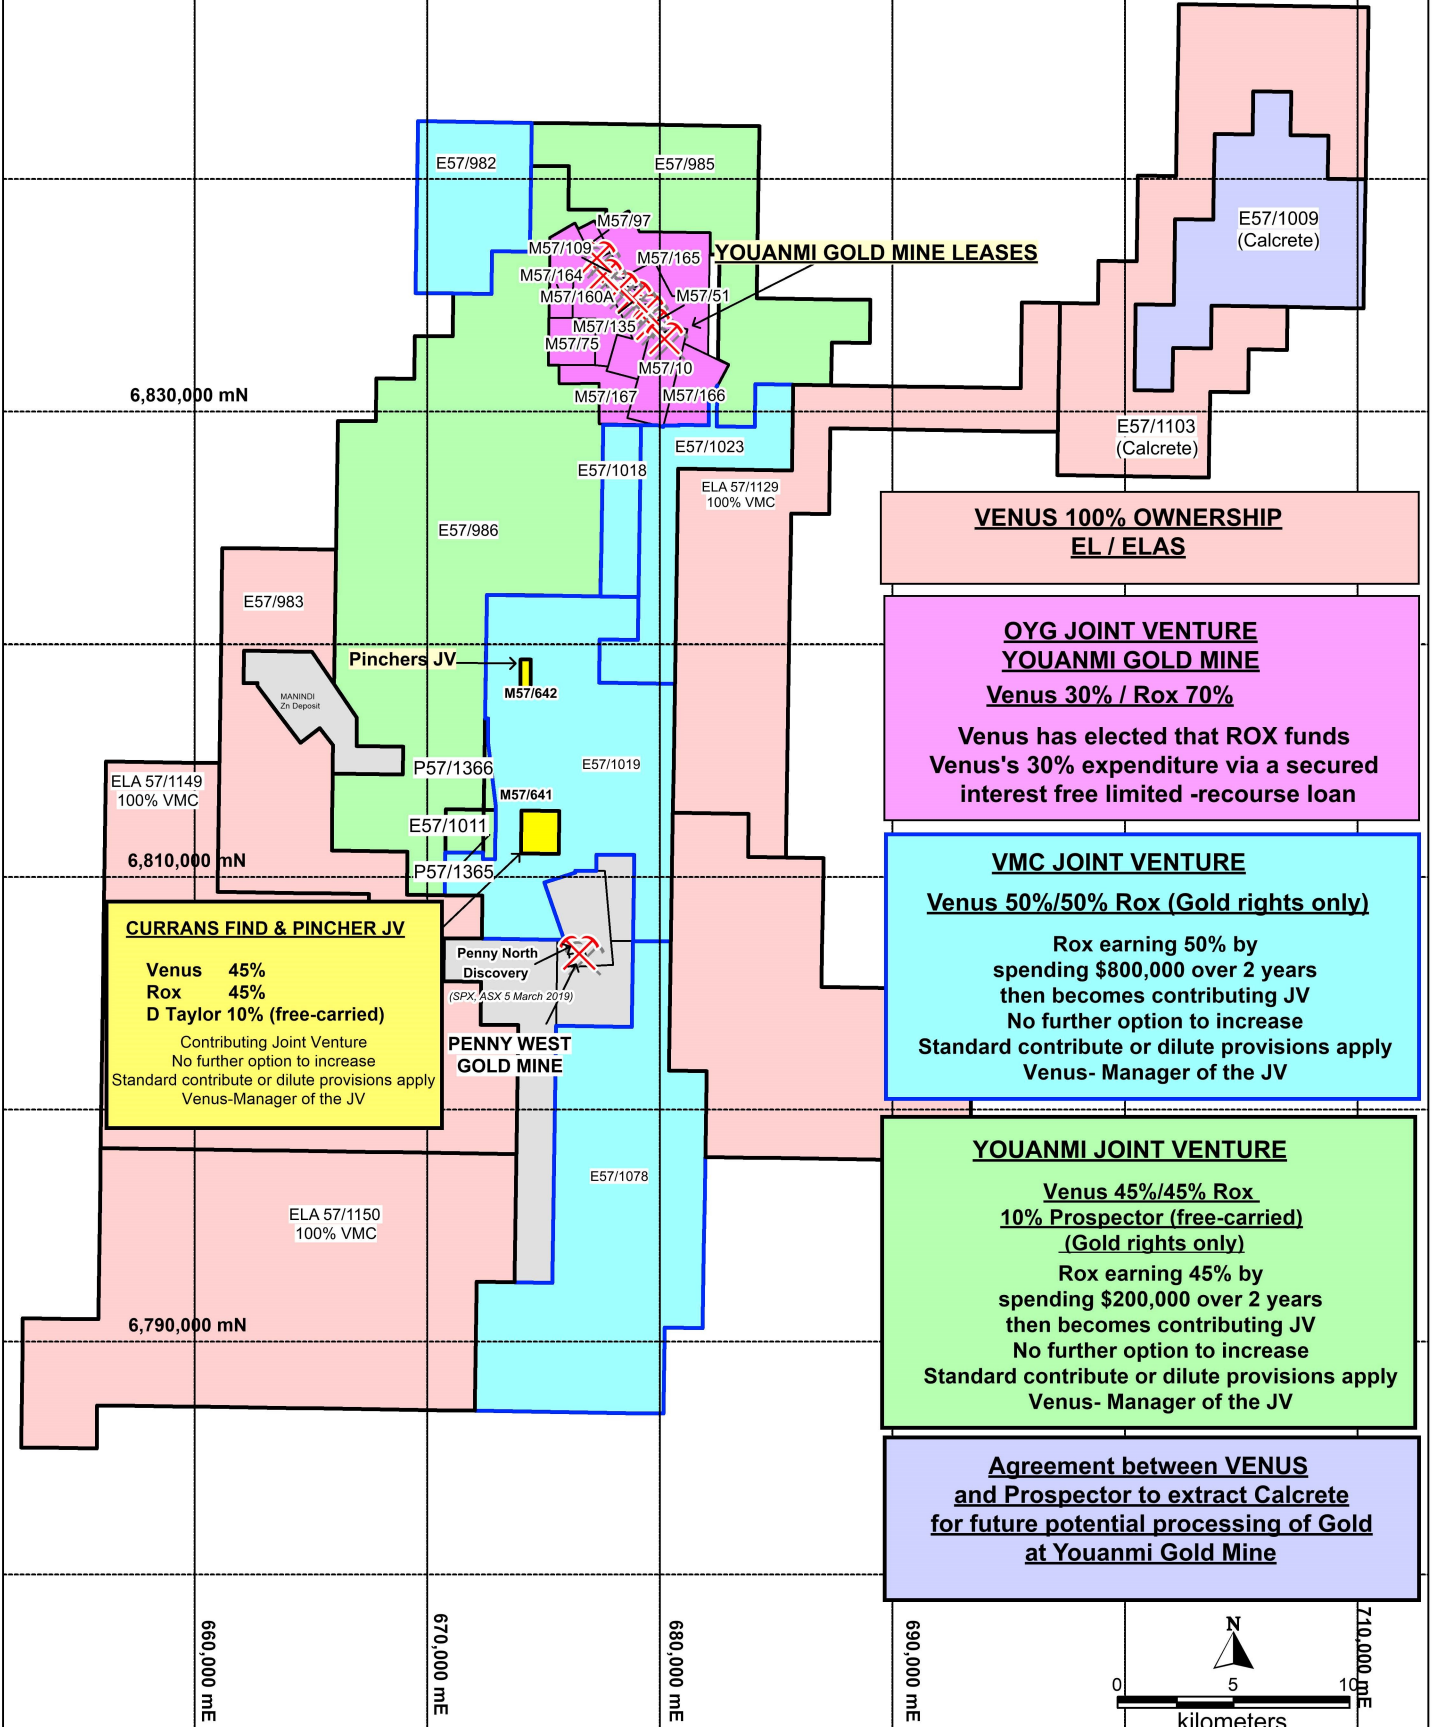 E57/982
E57/985
M57/97
M57/109
M57/165
YOUANMI GOLD MINE LEASES
M57/164
M57/160A
M57/51
M57/135
M57/75
M57/10
M57/167
M57/166
E57/1009
(Calcrete)
6,830,000 mN
E57/1103
(Calcrete)
E57/1023
E57/1018
ELA 57/1129
100% VMC
E57/986
E57/983
Pinchers JV
M57/642
MANINDI
Zn Deposit
P57/1366
E57/1019
ELA 57/1149
100% VMC
M57/641
E57/1011
6,810,000 mN
P57/1365
CURRANS FIND & PINCHER JV
Venus 45%
Rox 45%
D Taylor 10% (free-carried)
Contributing Joint Venture
No further option to increase
Standard contribute or dilute provisions apply
Venus-Manager of the JV
Penny North
Discovery
(SPX, ASX 5 March 2019)
PENNY WEST
GOLD MINE
E57/1078
ELA 57/1150
100% VMC
6,790,000 mN
VENUS 100% OWNERSHIP
EL / ELAS
OYG JOINT VENTURE
YOUANMI GOLD MINE
Venus 30% / Rox 70%
Venus has elected that ROX funds
Venus's 30% expenditure via a secured
interest free limited -recourse loan
VMC JOINT VENTURE
Venus 50%/50% Rox (Gold rights only)
Rox earning 50% by
spending $800,000 over 2 years
then becomes contributing JV
No further option to increase
Standard contribute or dilute provisions apply
Venus- Manager of the JV
YOUANMI JOINT VENTURE
Venus 45%/45% Rox
10% Prospector (free-carried)
(Gold rights only)
Rox earning 45% by
spending $200,000 over 2 years
then becomes contributing JV
No further option to increase
Standard contribute or dilute provisions apply
Venus- Manager of the JV
Agreement between VENUS
and Prospector to extract Calcrete
for future potential processing of Gold
at Youanmi Gold Mine
660,000 mE
670,000 mE
680,000 mE
690,000 mE
710,000 mE
N
0 5 10
kilometers